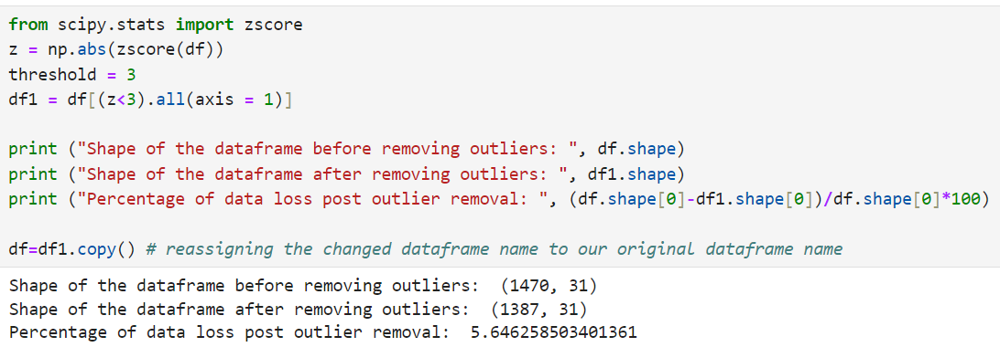 from scipy.stats import zscore
z = np.abs(zscore(df))
threshold = 3
df1 = df[(z<3).all(axis = 1)]
print ("Shape of the dataframe before removing outliers: ", df.shape)
print ("Shape of the dataframe after removing outliers: ", df1.shape)
print ("Percentage of data loss post outlier removal: ", (df.shape[0]-df1.shape[0])/df.shape[0]*100)
df=df1.copy() # reassigning the changed dataframe name to our original dataframe name
Shape of the dataframe before removing outliers:  (1470, 31)
Shape of the dataframe after removing outliers:  (1387, 31)
Percentage of data loss post outlier removal:  5.646258503401361